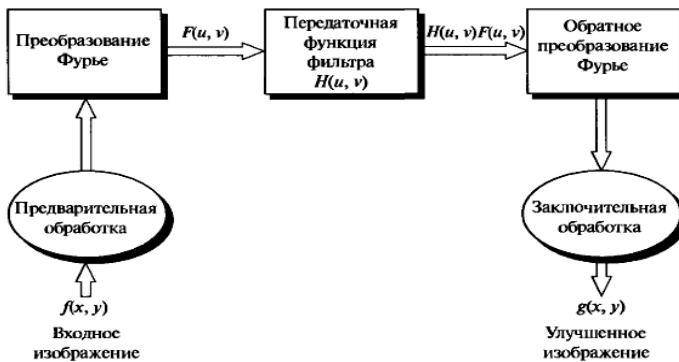 Преобразование
Фурье
F(u, v)
Передаточная
функция
фильтра
H(u, v)
H(u, v)F(u, v)
Обратное
преобразование
Фурье
Предварительная
обработка
Заключительная
обработка
f(x, y)
Входное
изображение
g(x, y)
Улучшенное
изображение